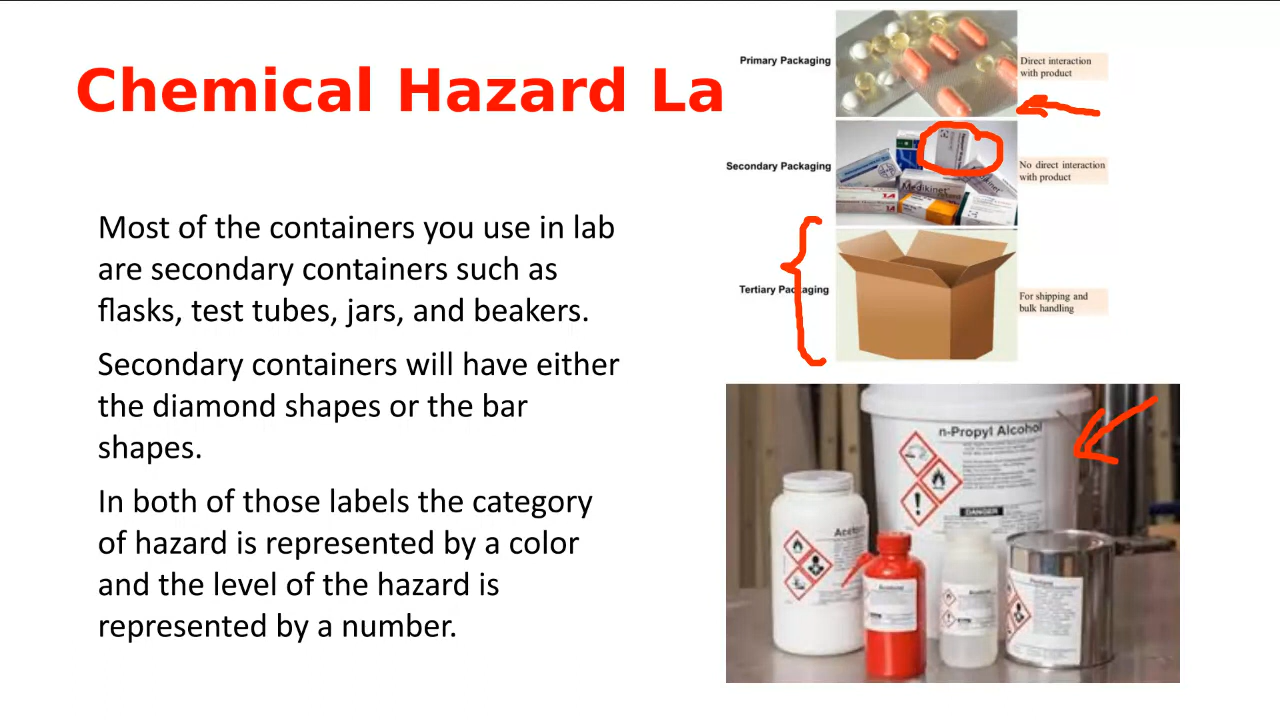 Chemical Hazard La
Most of the containers you use in lab
are secondary containers such as
flasks, test tubes, jars, and beakers.
Secondary containers will have either
the diamond shapes or the bar
shapes.
In both of those labels the category
of hazard is represented by a color
and the level of the hazard is
represented by a number.
Primary Packaging
Direct interaction
with product
Secondary Packaging
Medikinet
No direct interaction
with product
Tertiary Packaging
For shipping and
bulk handling
n-Propyl Alcohol
DANGER